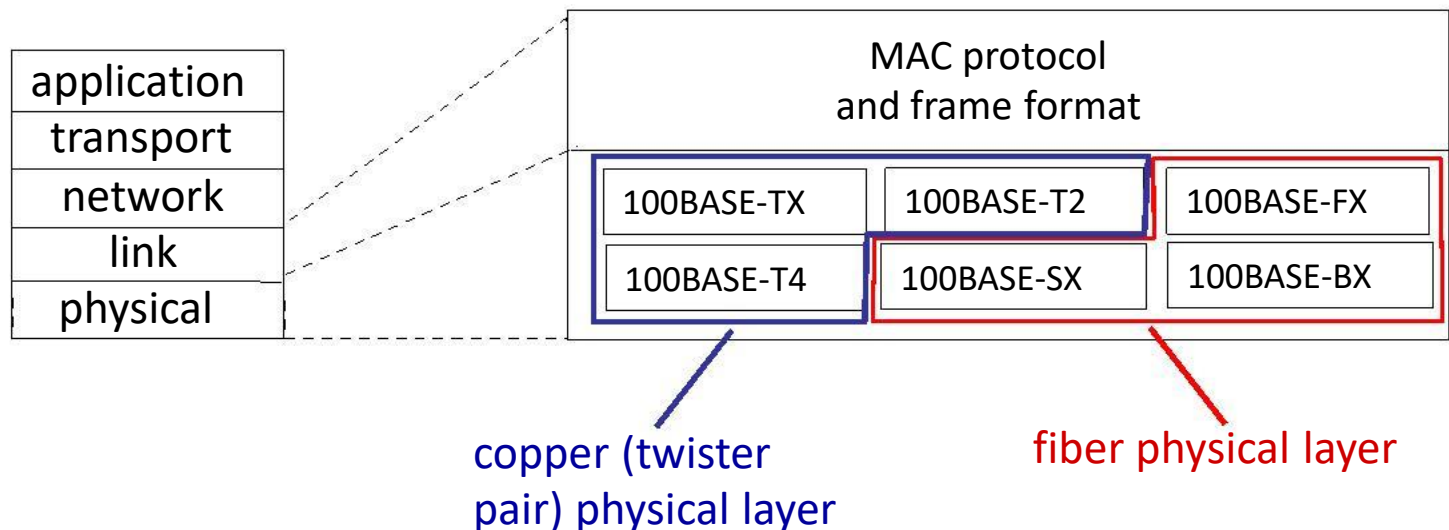 application
transport
network
link
physical
MAC protocol
and frame format
100BASE-TX
100BASE-T2
100BASE-FX
100BASE-T4
100BASE-SX
100BASE-BX
copper (twister
pair) physical layer
fiber physical layer